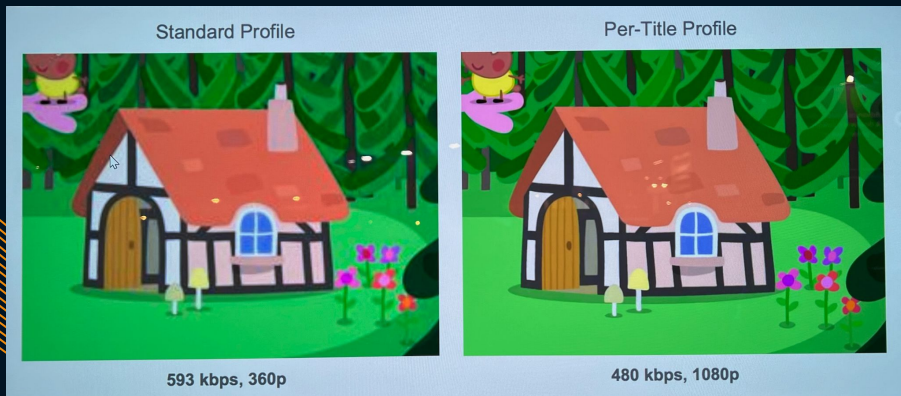 Standard Profile
Per-Title Profile
593 kbps, 360p
480 kbps, 1080p